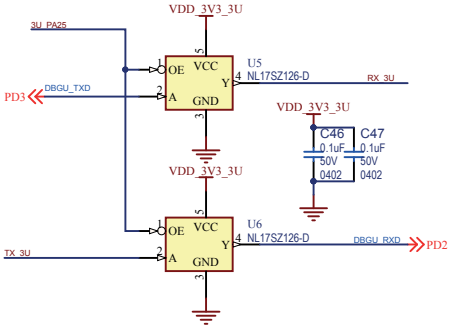 VDD_3V3_3U
3U_PA25
5
U5
1
OE
VCC
4
NL17SZ126-D
Y
RX_3U
PD3
DBGU_TXD
2
A
GND
3
VDD_3V3_3U
C46
C47
0.1uF
0.1uF
50V
50V
0402
0402
VDD_3V3_3U
5
U6
1
OE
VCC
4
NL17SZ126-D
Y
DBGU_RXD
PD2
TX_3U
2
A
GND
3